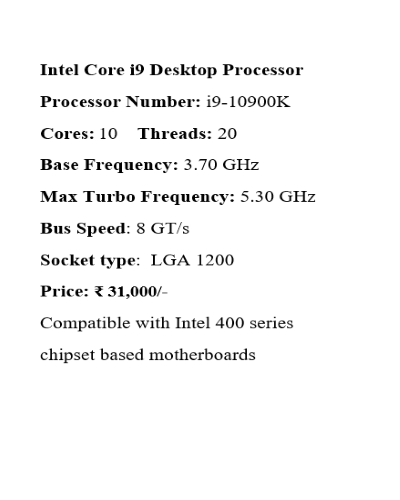 Intel Core i9 Desktop Processor
Processor Number: i9-10900K
Cores: 10    Threads: 20
Base Frequency: 3.70 GHz
Max Turbo Frequency: 5.30 GHz
Bus Speed: 8 GT/s
Socket type:  LGA 1200
Price: ₹ 31,000/-
Compatible with Intel 400 series
chipset based motherboards